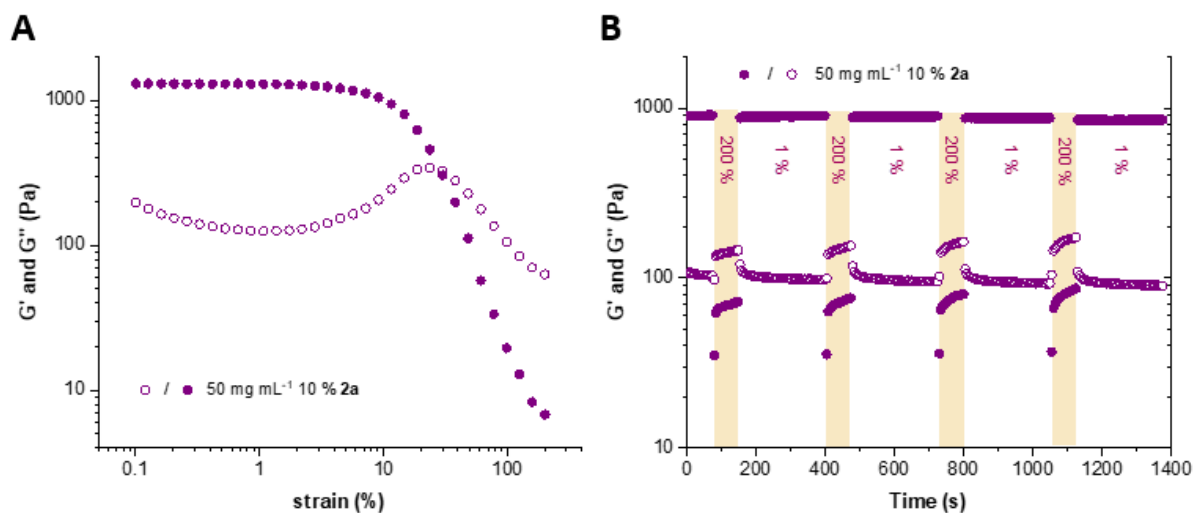 A
G' and G" (Pa)
1000
100
10
○ / ● 50 mg mL⁻¹ 10 % 2a
0.1 1 10 100
strain (%)
B
G' and G" (Pa)
1000
100
10
● / ○ 50 mg mL⁻¹ 10 % 2a
200 % 1 % 200 % 1 % 200 % 1 % 200 % 1 %
0 200 400 600 800 1000 1200 1400
Time (s)